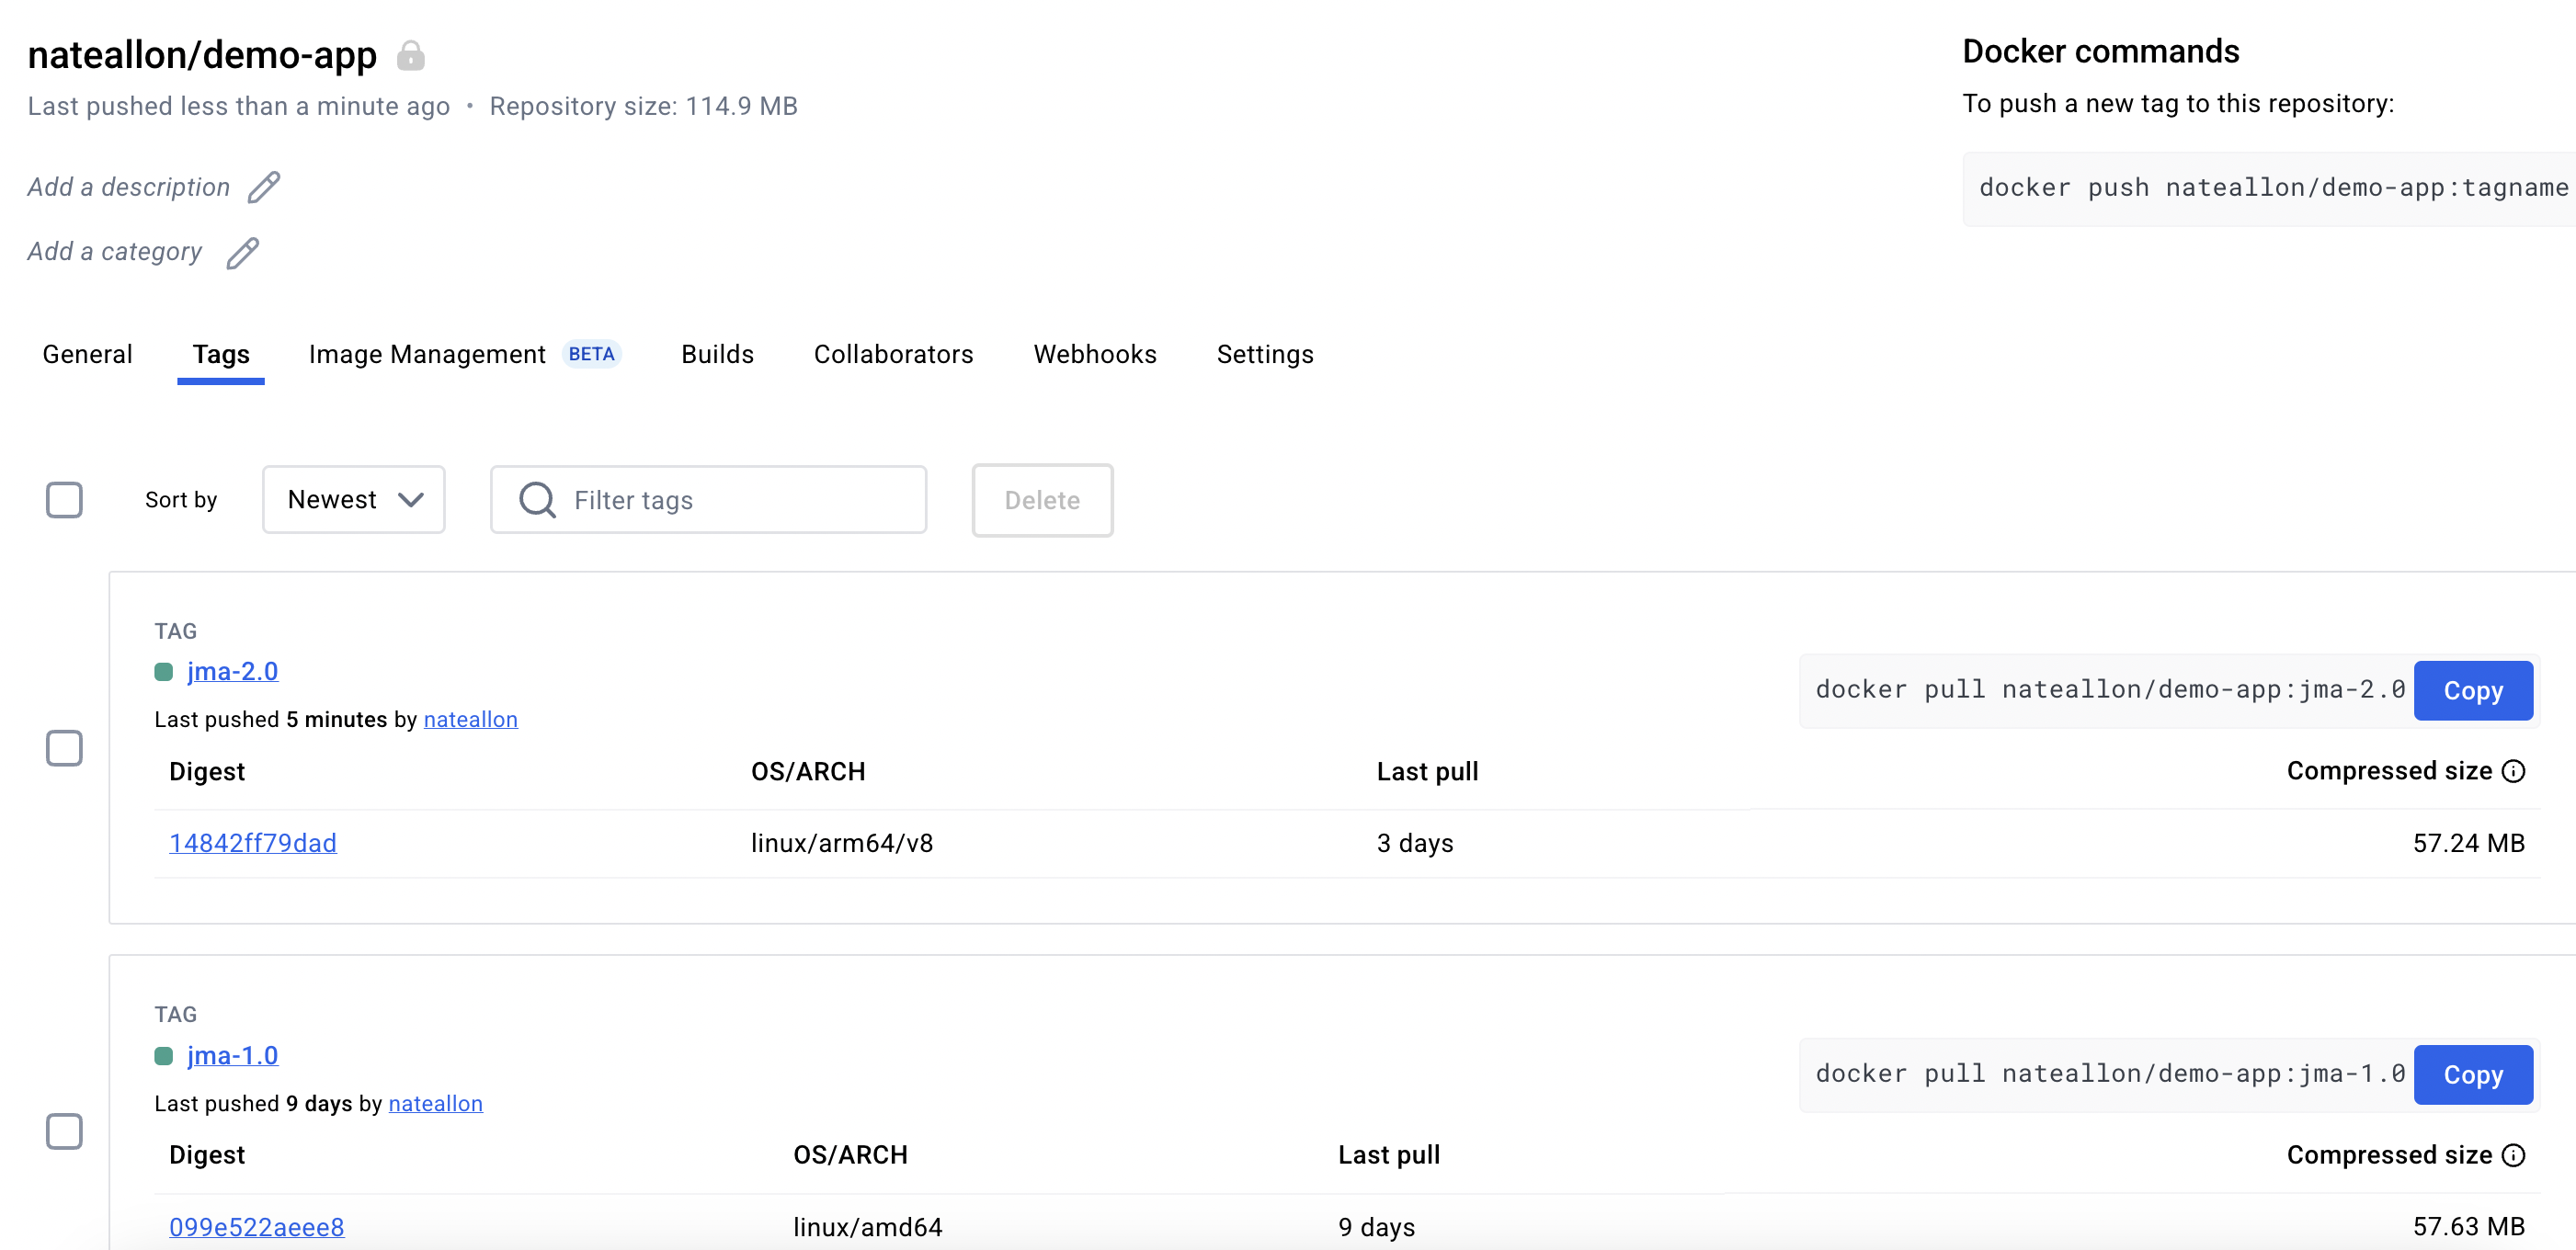 nateallon/demo-app
Last pushed less than a minute ago • Repository size: 114.9 MB
Add a description
Add a category
Docker commands
To push a new tag to this repository:
docker push nateallon/demo-app:tagname
General Tags Image Management BETA Builds Collaborators Webhooks Settings
Sort by Newest Filter tags Delete
TAG
jma-2.0
Last pushed 5 minutes by nateallon
docker pull nateallon/demo-app:jma-2.0 Copy
Digest OS/ARCH Last pull Compressed size
14842ff79dad linux/arm64/v8 3 days 57.24 MB
TAG
jma-1.0
Last pushed 9 days by nateallon
docker pull nateallon/demo-app:jma-1.0 Copy
Digest OS/ARCH Last pull Compressed size
099e522aeee8 linux/amd64 9 days 57.63 MB